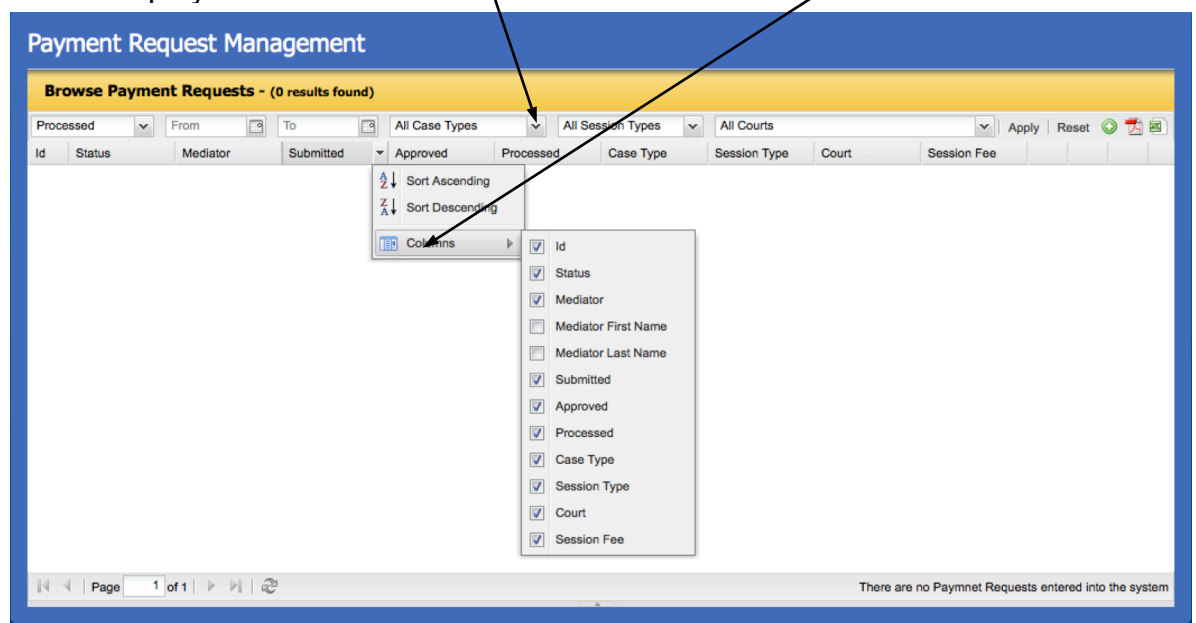 Payment Request Management
Browse Payment Requests - (0 results found)
Processed From To All Case Types All Session Types All Courts Apply Reset
Id Status Mediator Submitted Approved Processed Case Type Session Type Court Session Fee
Sort Ascending
Sort Descending
Columns
Id
Status
Mediator
Mediator First Name
Mediator Last Name
Submitted
Approved
Processed
Case Type
Session Type
Court
Session Fee
Page 1 of 1 There are no Paymnet Requests entered into the system